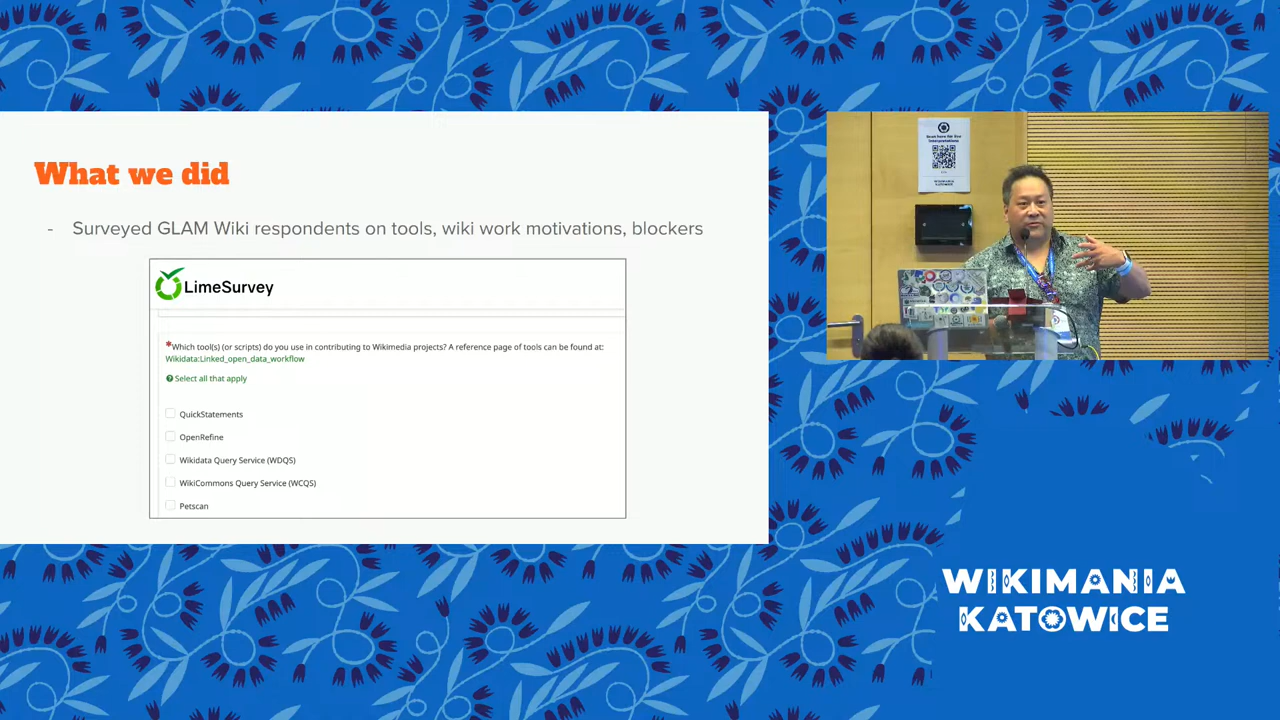 What we did
- Surveyed GLAM Wiki respondents on tools, wiki work motivations, blockers
LimeSurvey
*Which tool(s) (or scripts) do you use in contributing to Wikimedia projects? A reference page of tools can be found at:
Wikidata:Linked_open_data_workflow
Select all that apply
QuickStatements
OpenRefine
Wikidata Query Service (WDQS)
WikiCommons Query Service (WCQS)
Petscan
WIKIMANIA
KATOWICE